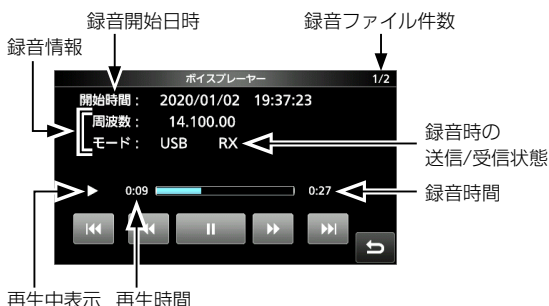 録音開始日時
録音ファイル件数
録音情報
ボイスプレーヤー 1/2
開始時間： 2020/01/02 19:37:23
周波数： 14.100.00
モード： USB RX
録音時の
送信/受信状態
0:09 0:27
録音時間
再生中表示 再生時間